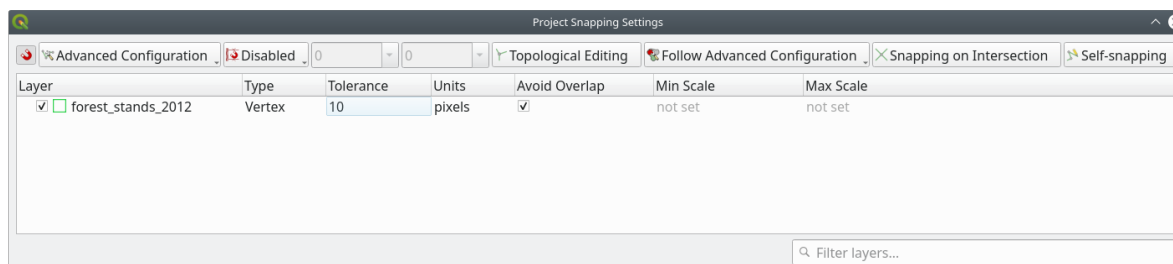 Project Snapping Settings
Advanced Configuration Disabled 0 0 Topological Editing Follow Advanced Configuration Snapping on Intersection Self-snapping
Layer Type Tolerance Units Avoid Overlap Min Scale Max Scale
forest_stands_2012 Vertex 10 pixels not set not set
Filter layers...